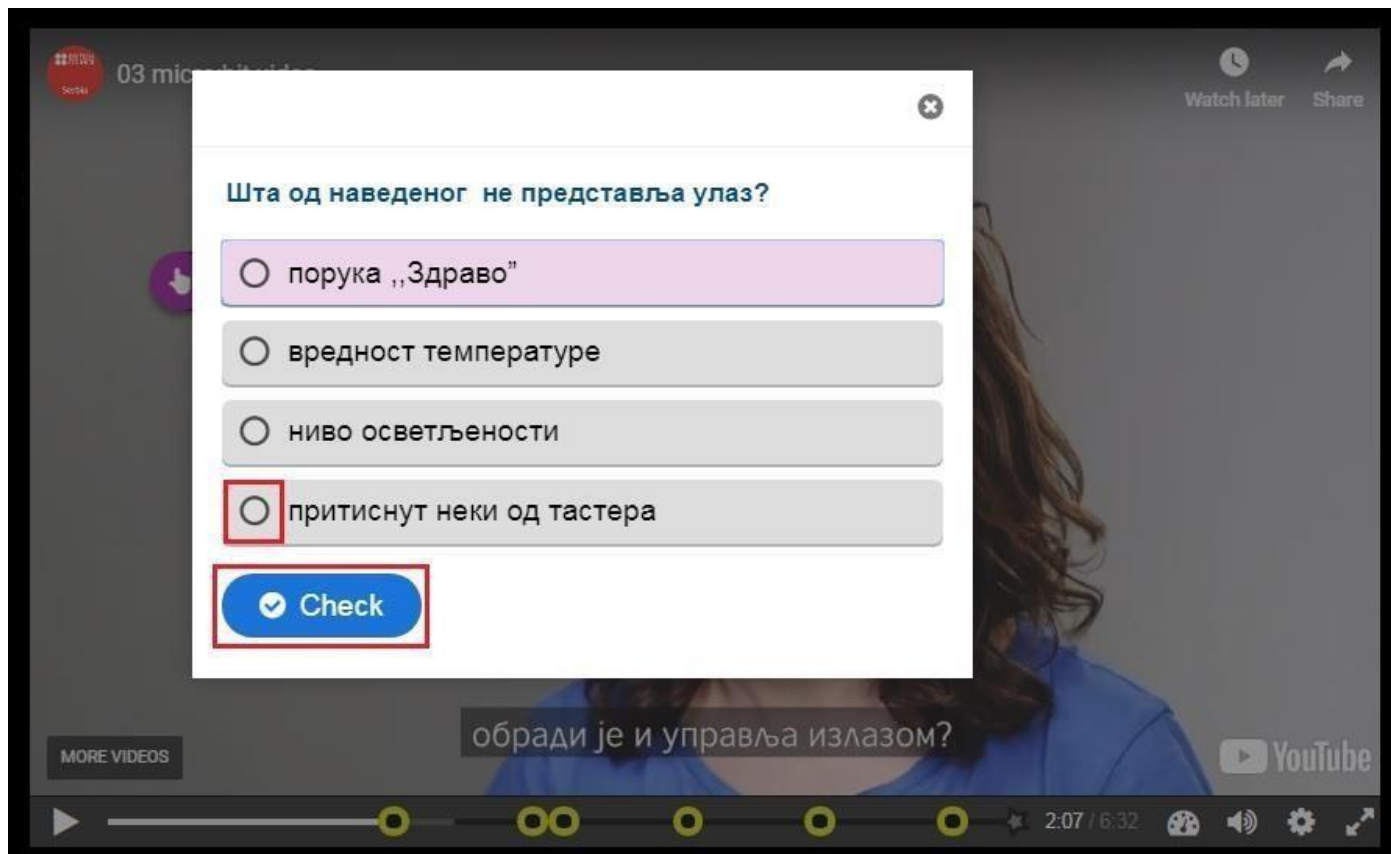 03 mic
Watch later
Share
Serbia
Шта од наведеног не представља улаз?
порука ,,Здраво”
вредност температуре
ниво осветљености
притиснут неки од тастера
Check
обради је и управља излазом?
MORE VIDEOS
YouTube
2:07 / 6:32